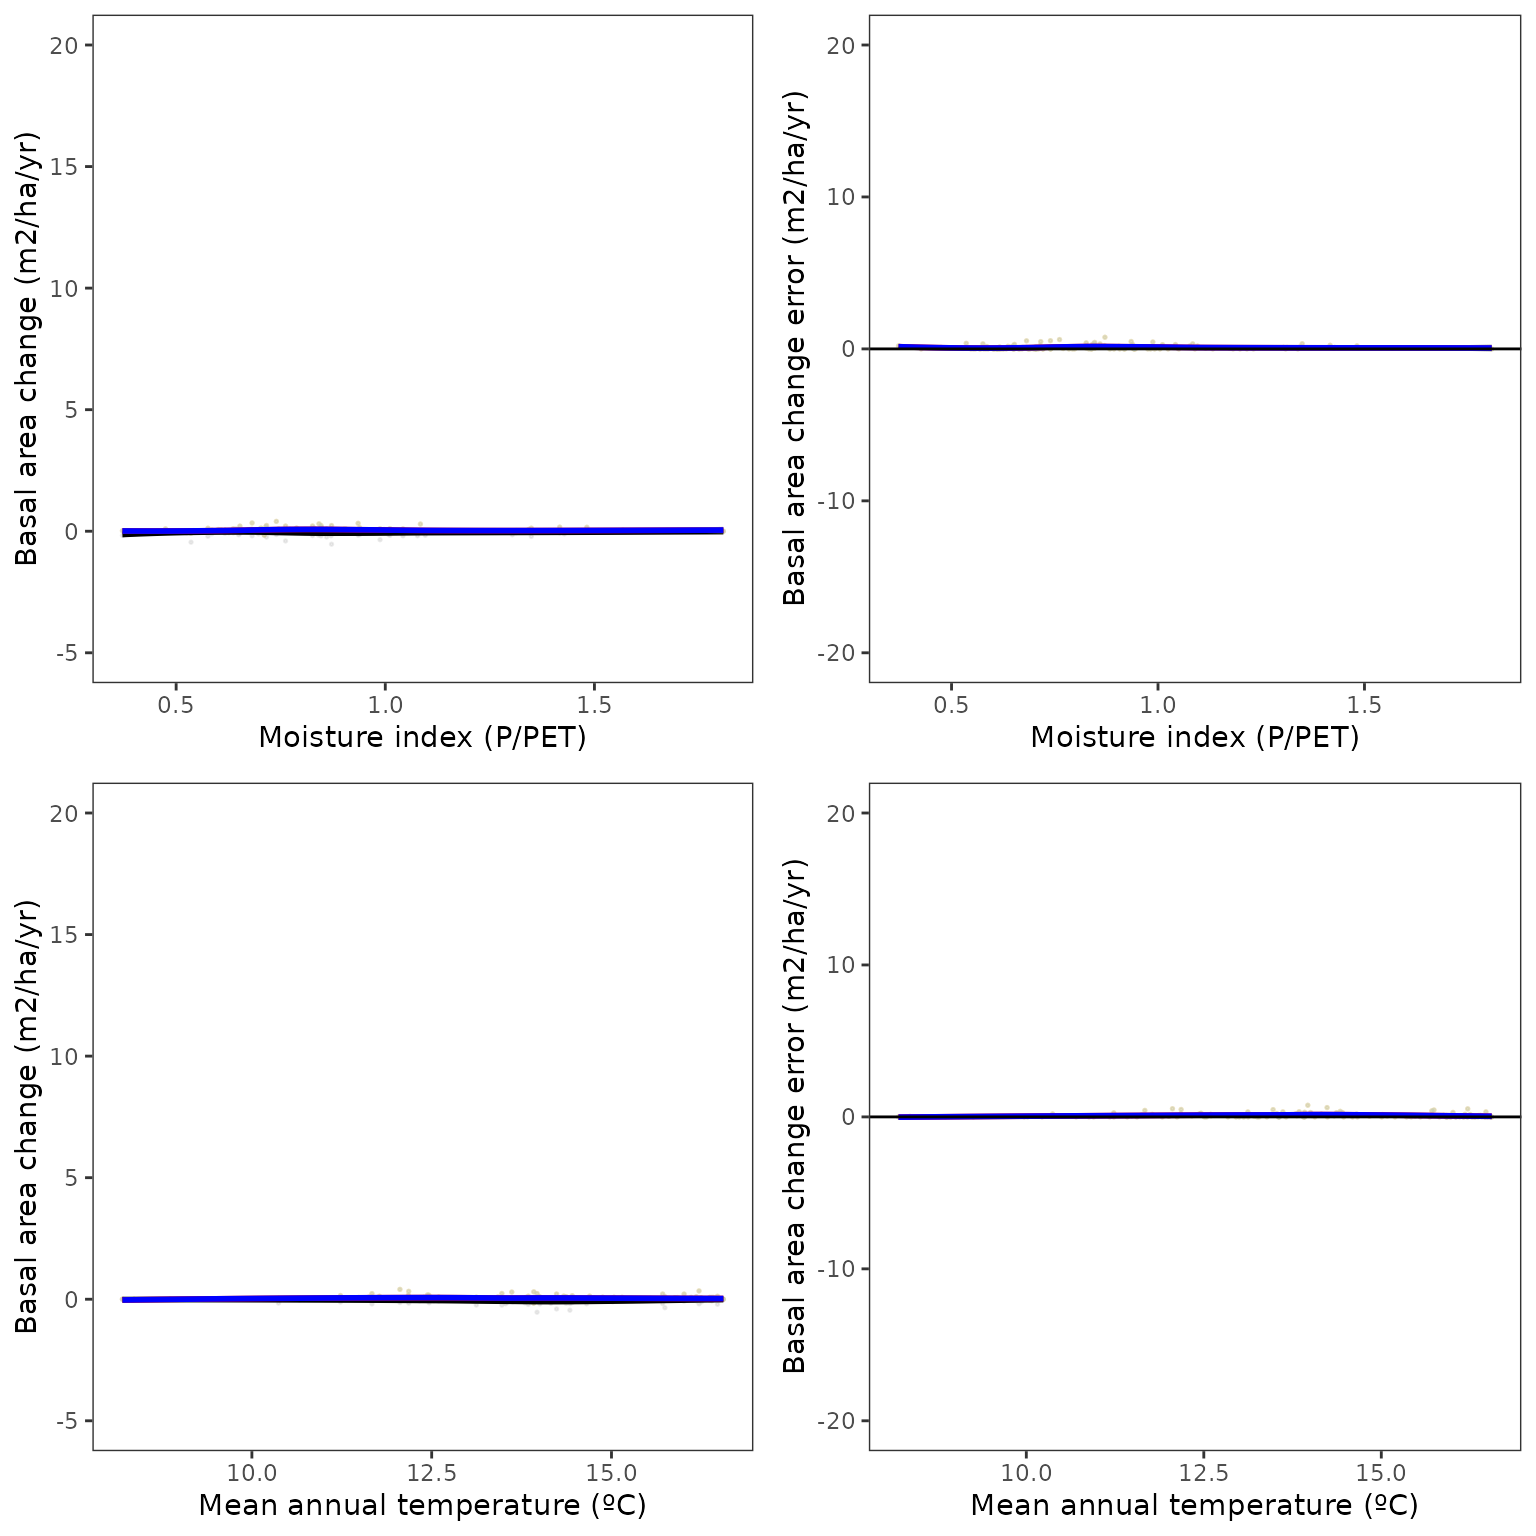 20
15
10
5
0
-5
Basal area change (m2/ha/yr)
0.5 1.0 1.5
Moisture index (P/PET)
20
10
0
-10
-20
Basal area change error (m2/ha/yr)
0.5 1.0 1.5
Moisture index (P/PET)
20
15
10
5
0
-5
Basal area change (m2/ha/yr)
10.0 12.5 15.0
Mean annual temperature (ºC)
20
10
0
-10
-20
Basal area change error (m2/ha/yr)
10.0 12.5 15.0
Mean annual temperature (ºC)